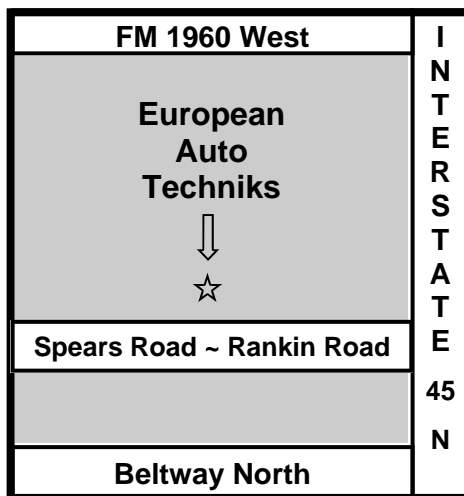 FM 1960 West
European
Auto
Techniks
Spears Road ~ Rankin Road
Beltway North
I
N
T
E
R
S
T
A
T
E
45
N